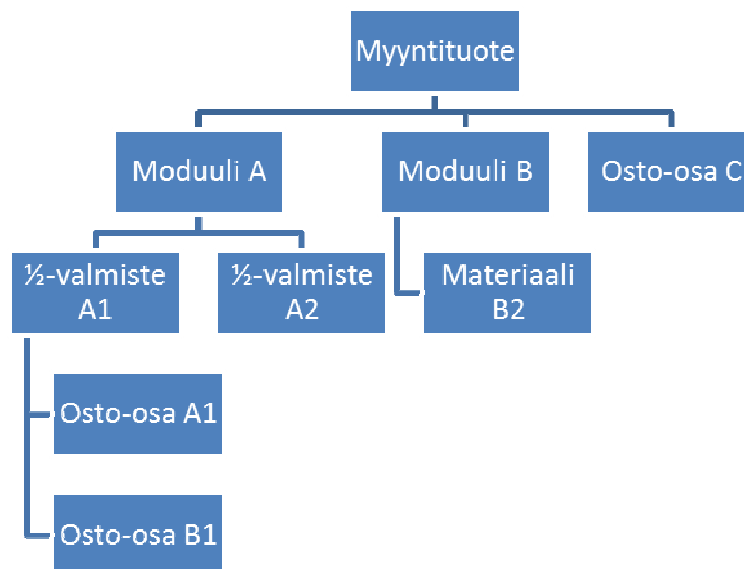 Myyntituote
Moduuli A
Moduuli B
Osto-osa C
½-valmiste
A1
½-valmiste
A2
Materiaali
B2
Osto-osa A1
Osto-osa B1